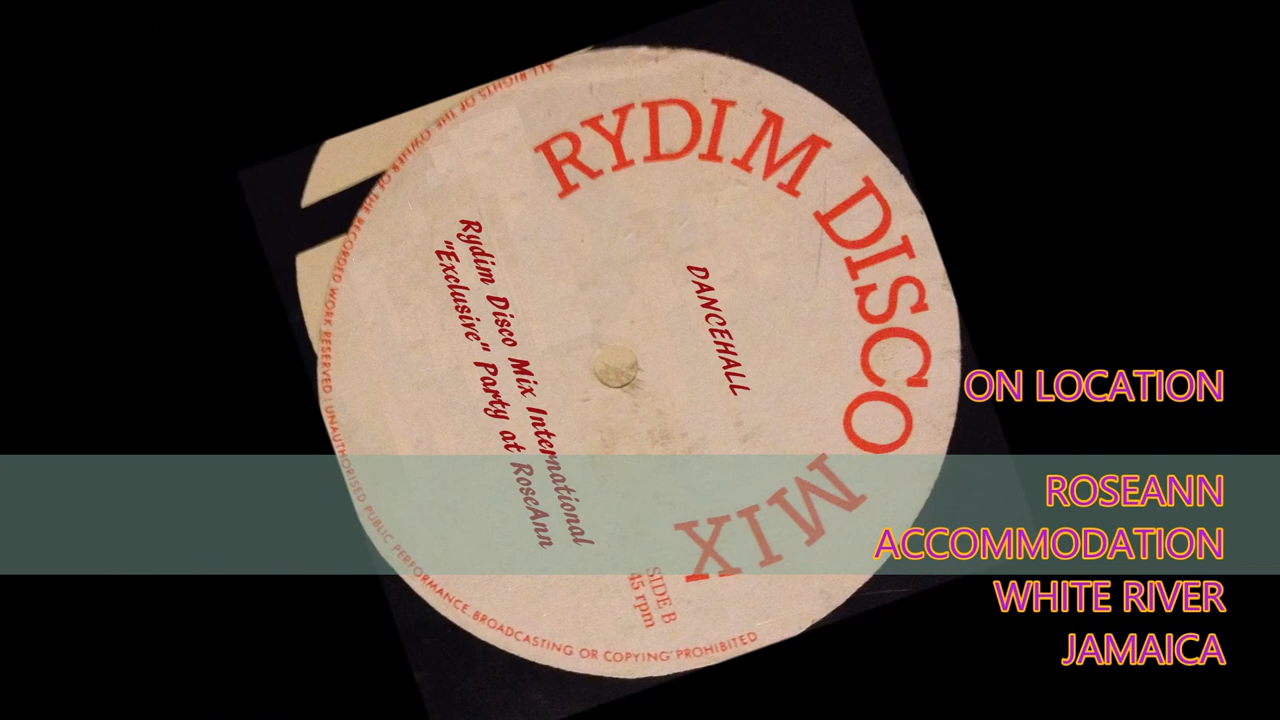 RYDIM DISCO MIX
DANCEHALL
Rydim Disco Mix International
"Exclusive" Party at RoseAnn
SIDE B
45 rpm
ALL RIGHTS OF THE OWNER OF THE RECORDED WORK RESERVED | UNAUTHORISED PUBLIC PERFORMANCE BROADCASTING OR COPYING PROHIBITED
ON LOCATION
ROSEANN
ACCOMMODATION
WHITE RIVER
JAMAICA